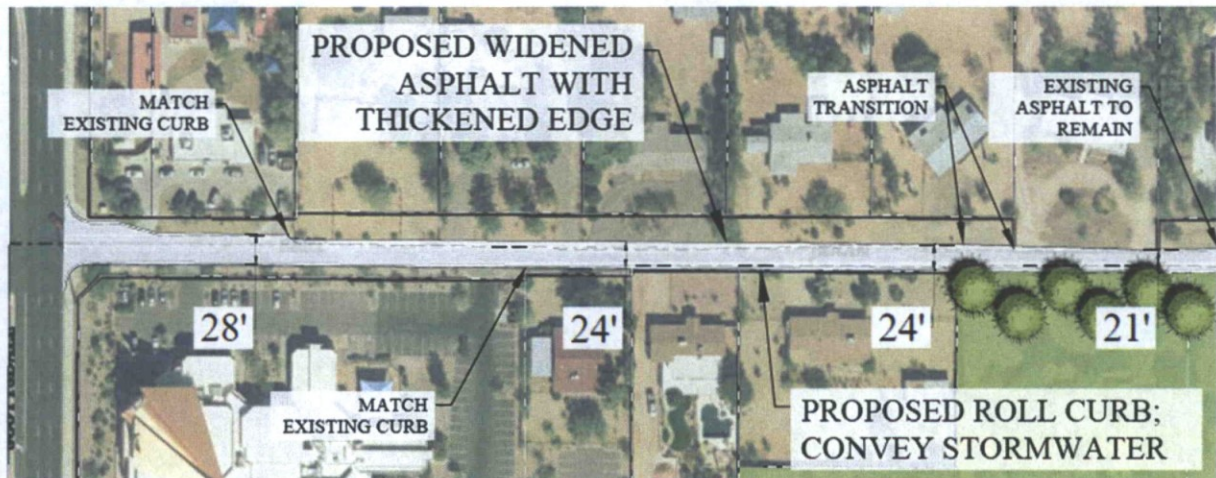 PROPOSED WIDENED
ASPHALT WITH
THICKENED EDGE
MATCH
EXISTING CURB
ASPHALT
TRANSITION
EXISTING
ASPHALT TO
REMAIN
28'
24'
24'
21'
MATCH
EXISTING CURB
PROPOSED ROLL CURB;
CONVEY STORMWATER